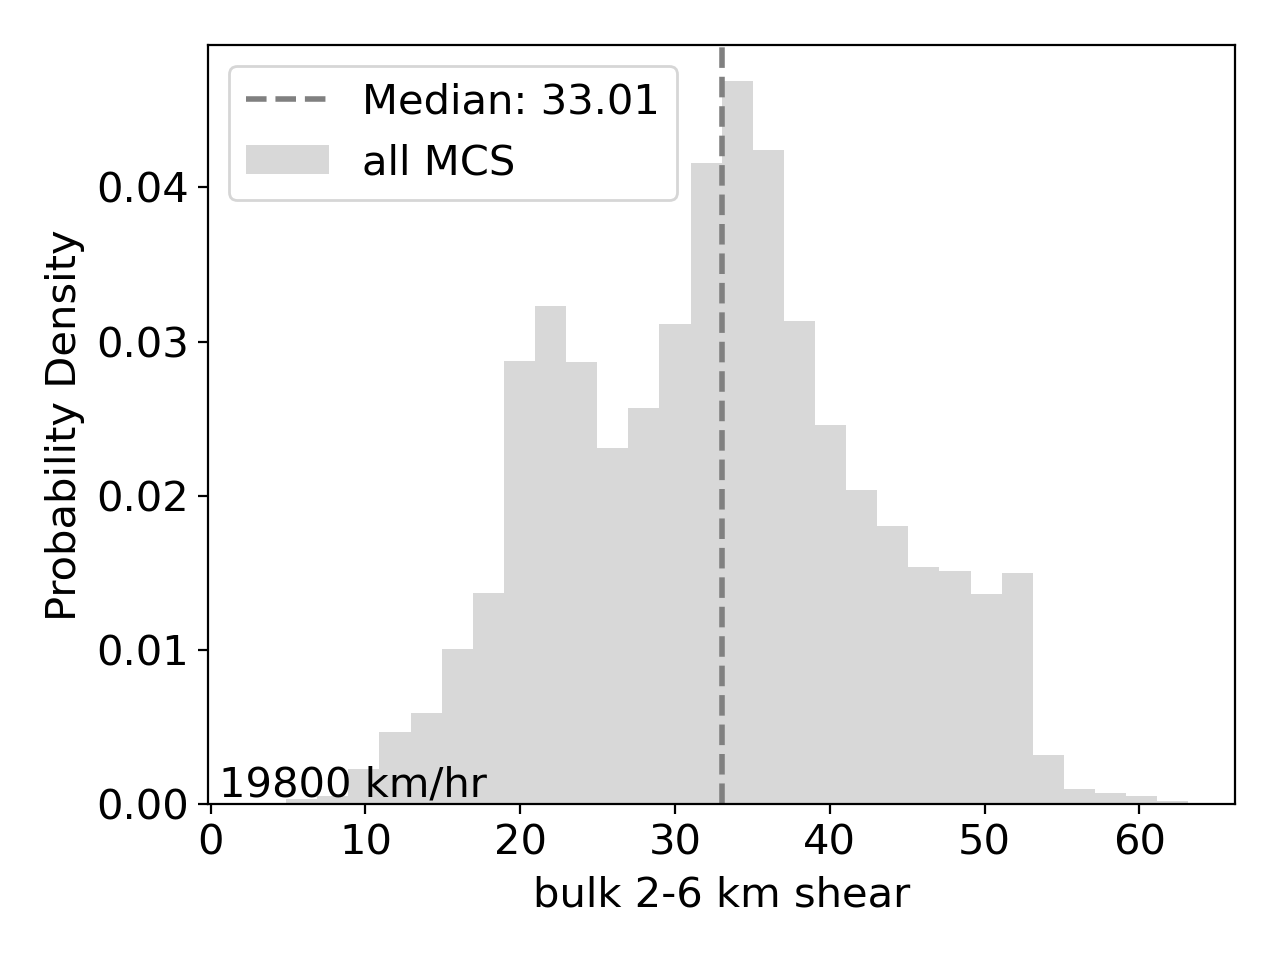 Median: 33.01
all MCS
0.04
0.03
0.02
0.01
0.00
Probability Density
19800 km/hr
0 10 20 30 40 50 60
bulk 2-6 km shear